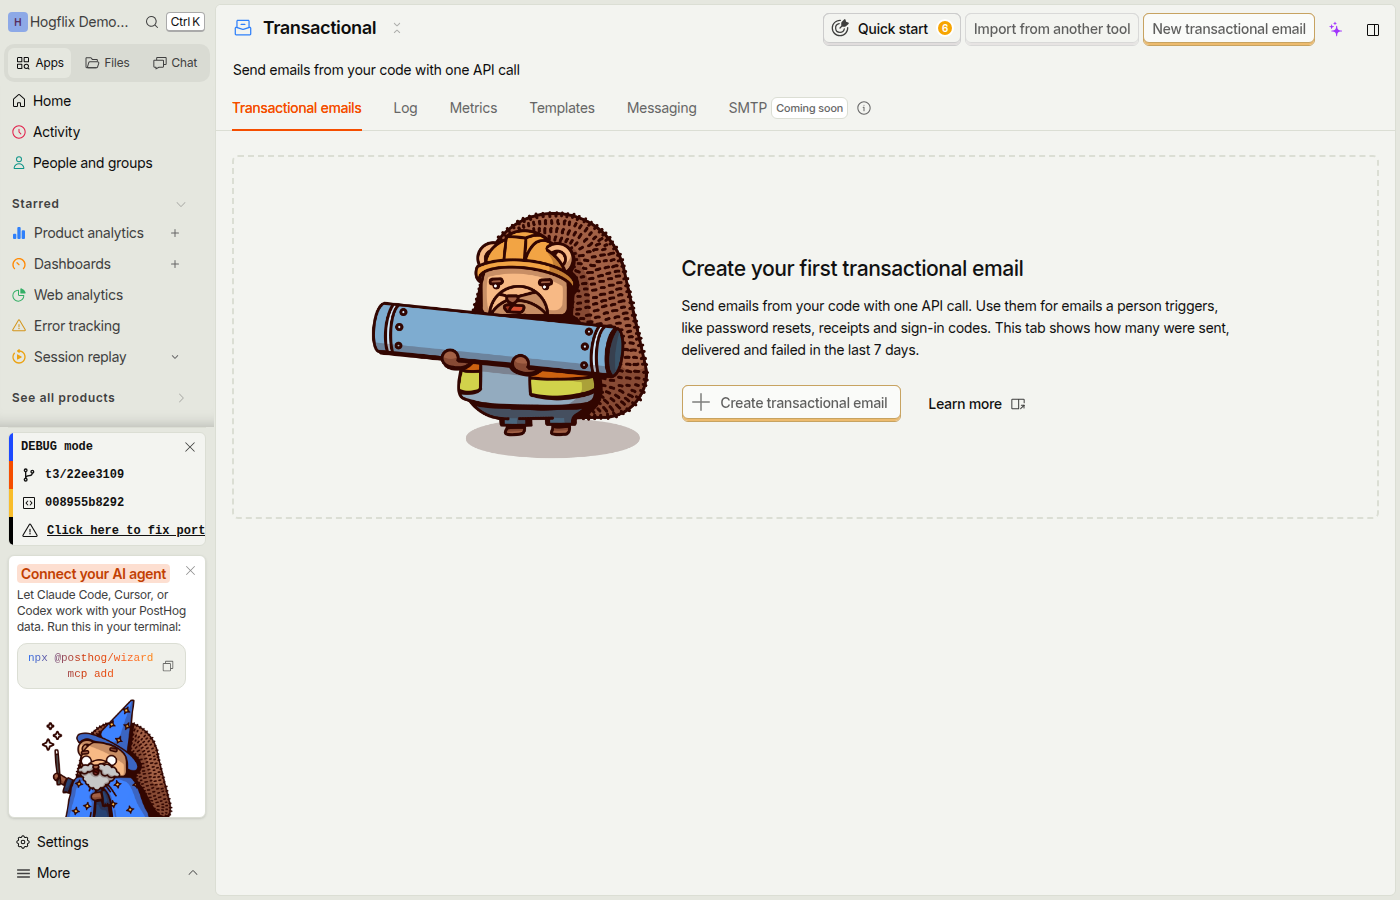 H Hogflix Demo... Ctrl K
Apps Files Chat
Home
Activity
People and groups
Starred
Product analytics
Dashboards
Web analytics
Error tracking
Session replay
See all products
DEBUG mode
t3/22ee3109
008955b8292
Click here to fix port
Connect your AI agent
Let Claude Code, Cursor, or
Codex work with your PostHog
data. Run this in your terminal:
npx @posthog/wizard
mcp add
Settings
More
Transactional
Quick start 6
Import from another tool
New transactional email
Send emails from your code with one API call
Transactional emails Log Metrics Templates Messaging SMTP Coming soon
Create your first transactional email
Send emails from your code with one API call. Use them for emails a person triggers,
like password resets, receipts and sign-in codes. This tab shows how many were sent,
delivered and failed in the last 7 days.
Create transactional email
Learn more